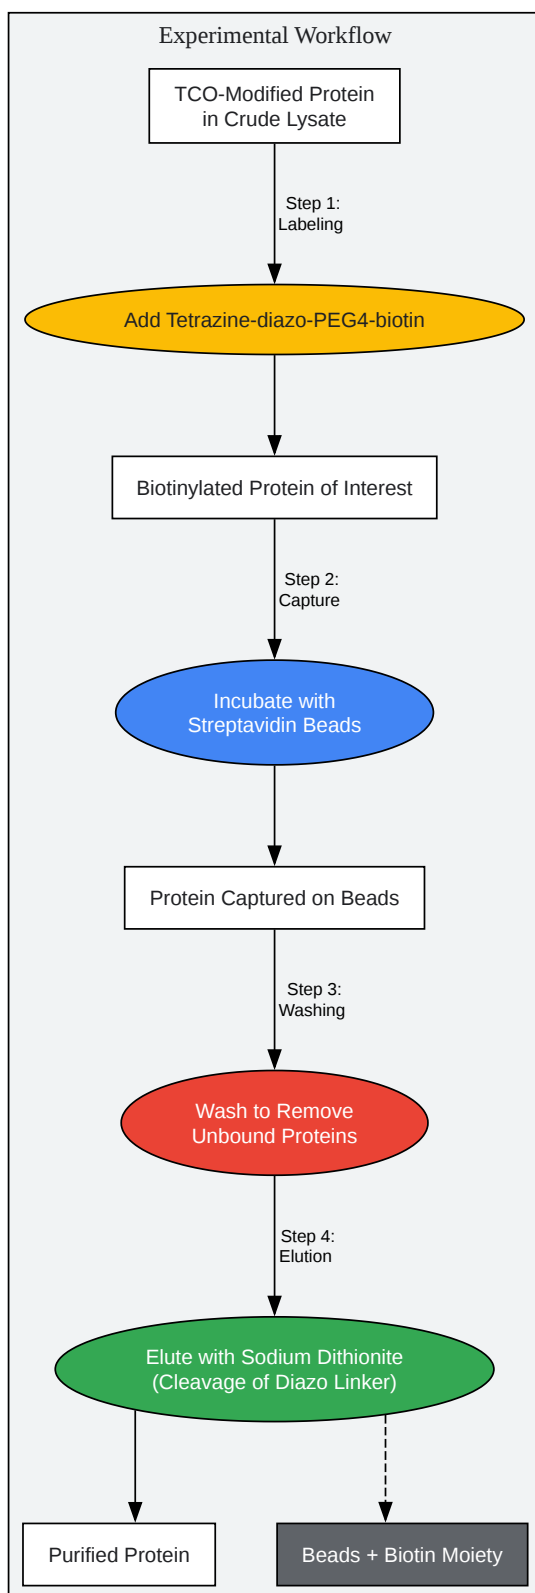 Experimental Workflow
TCO-Modified Protein
in Crude Lysate
Step 1:
Labeling
Add Tetrazine-diazo-PEG4-biotin
Biotinylated Protein of Interest
Step 2:
Capture
Incubate with
Streptavidin Beads
Protein Captured on Beads
Step 3:
Washing
Wash to Remove
Unbound Proteins
Step 4:
Elution
Elute with Sodium Dithionite
(Cleavage of Diazo Linker)
Purified Protein
Beads + Biotin Moiety